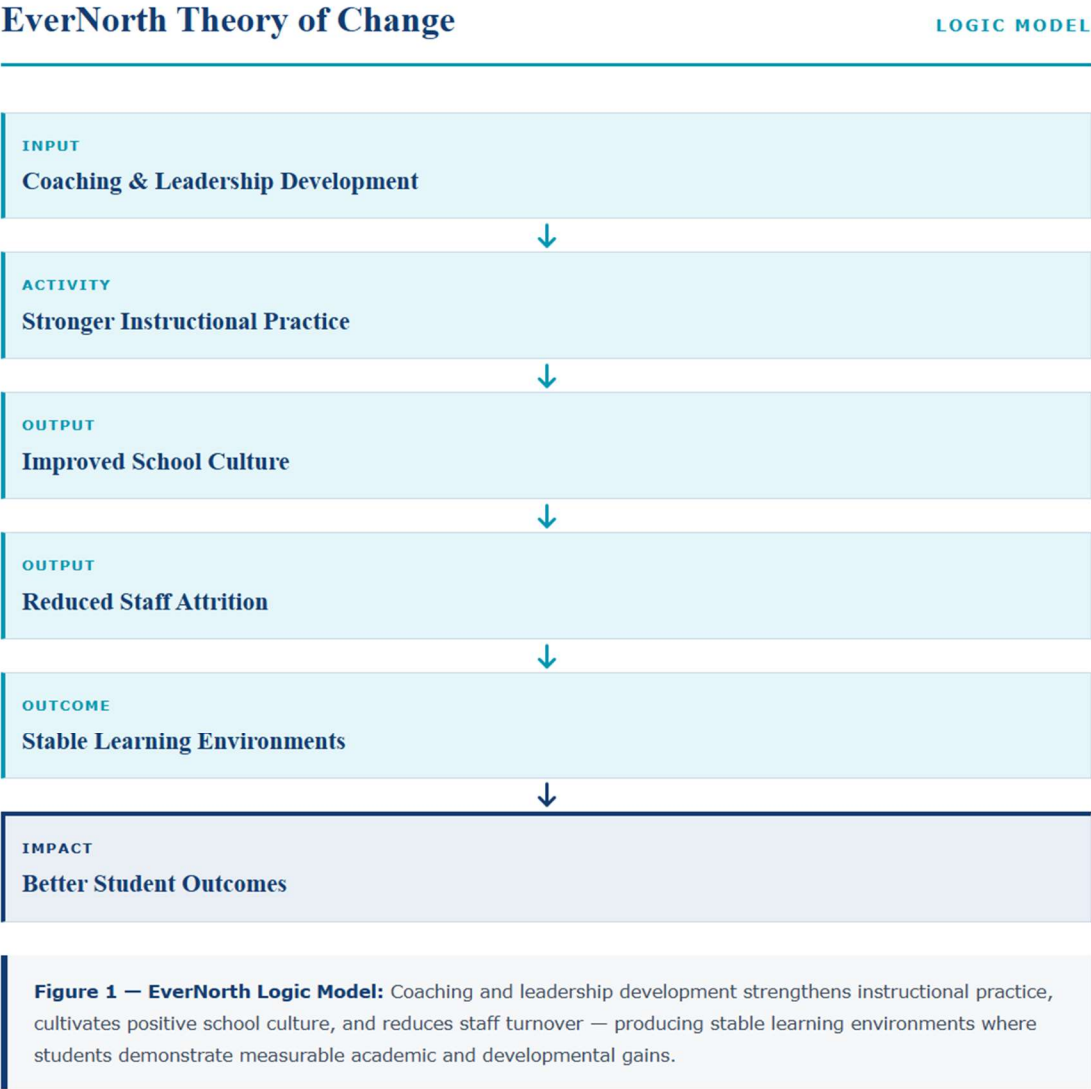 EverNorth Theory of Change
LOGIC MODEL
INPUT
Coaching & Leadership Development
ACTIVITY
Stronger Instructional Practice
OUTPUT
Improved School Culture
OUTPUT
Reduced Staff Attrition
OUTCOME
Stable Learning Environments
IMPACT
Better Student Outcomes
Figure 1 — EverNorth Logic Model: Coaching and leadership development strengthens instructional practice,
cultivates positive school culture, and reduces staff turnover — producing stable learning environments where
students demonstrate measurable academic and developmental gains.